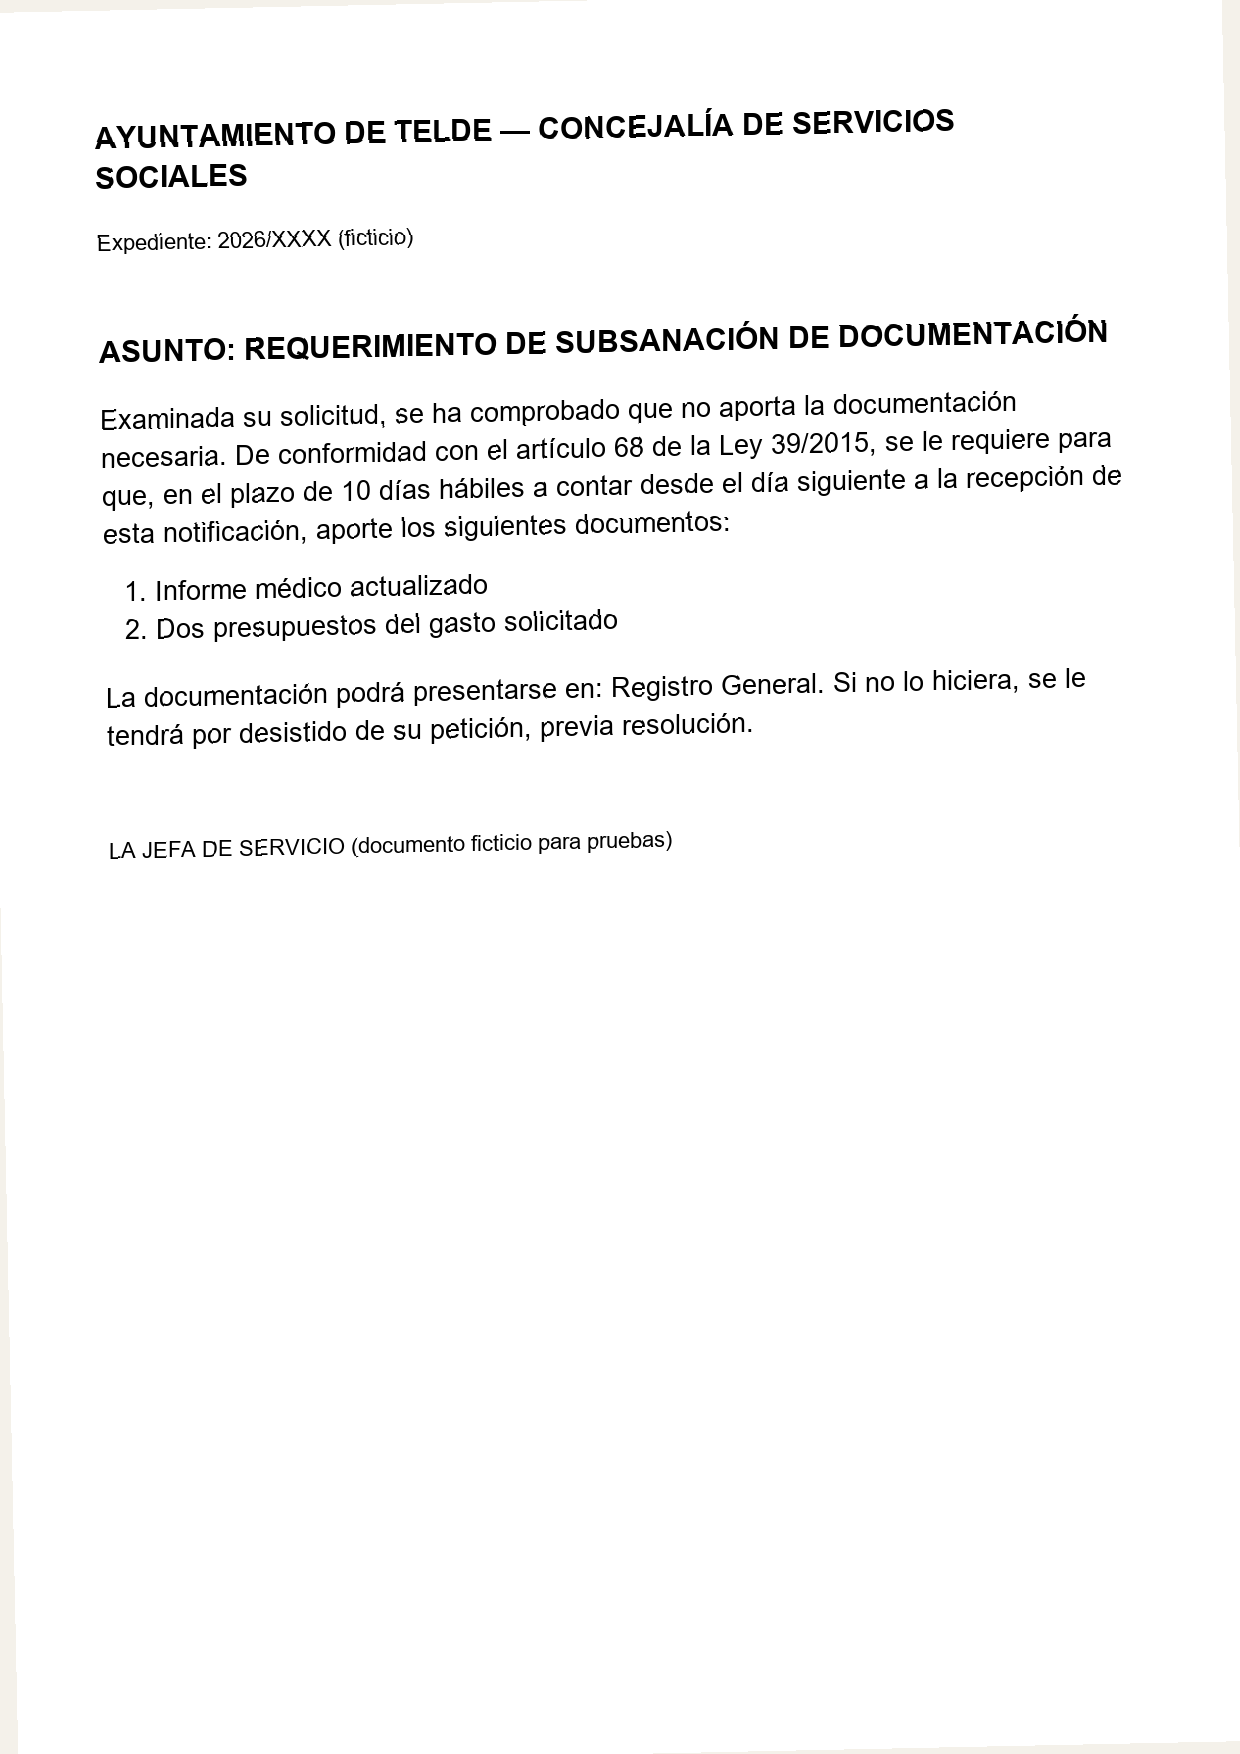 AYUNTAMIENTO DE TELDE — CONCEJALÍA DE SERVICIOS
SOCIALES
Expediente: 2026/XXXX (ficticio)
ASUNTO: REQUERIMIENTO DE SUBSANACIÓN DE DOCUMENTACIÓN
Examinada su solicitud, se ha comprobado que no aporta la documentación
necesaria. De conformidad con el artículo 68 de la Ley 39/2015, se le requiere para
que, en el plazo de 10 días hábiles a contar desde el día siguiente a la recepción de
esta notificación, aporte los siguientes documentos:
1. Informe médico actualizado
2. Dos presupuestos del gasto solicitado
La documentación podrá presentarse en: Registro General. Si no lo hiciera, se le
tendrá por desistido de su petición, previa resolución.
LA JEFA DE SERVICIO (documento ficticio para pruebas)